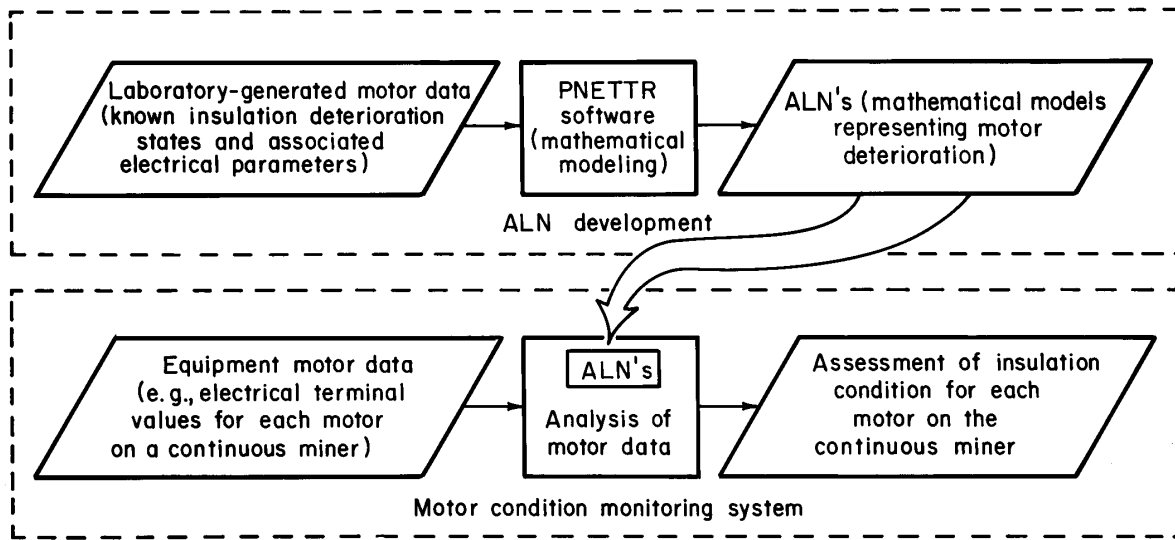 Laboratory-generated motor data
(known insulation deterioration
states and associated
electrical parameters)
PNETTR
software
(mathematical
modeling)
ALN's (mathematical models
representing motor
deterioration)
ALN development
Equipment motor data
(e.g., electrical terminal
values for each motor
on a continuous miner)
ALN's
Analysis of
motor data
Assessment of insulation
condition for each
motor on the
continuous miner
Motor condition monitoring system